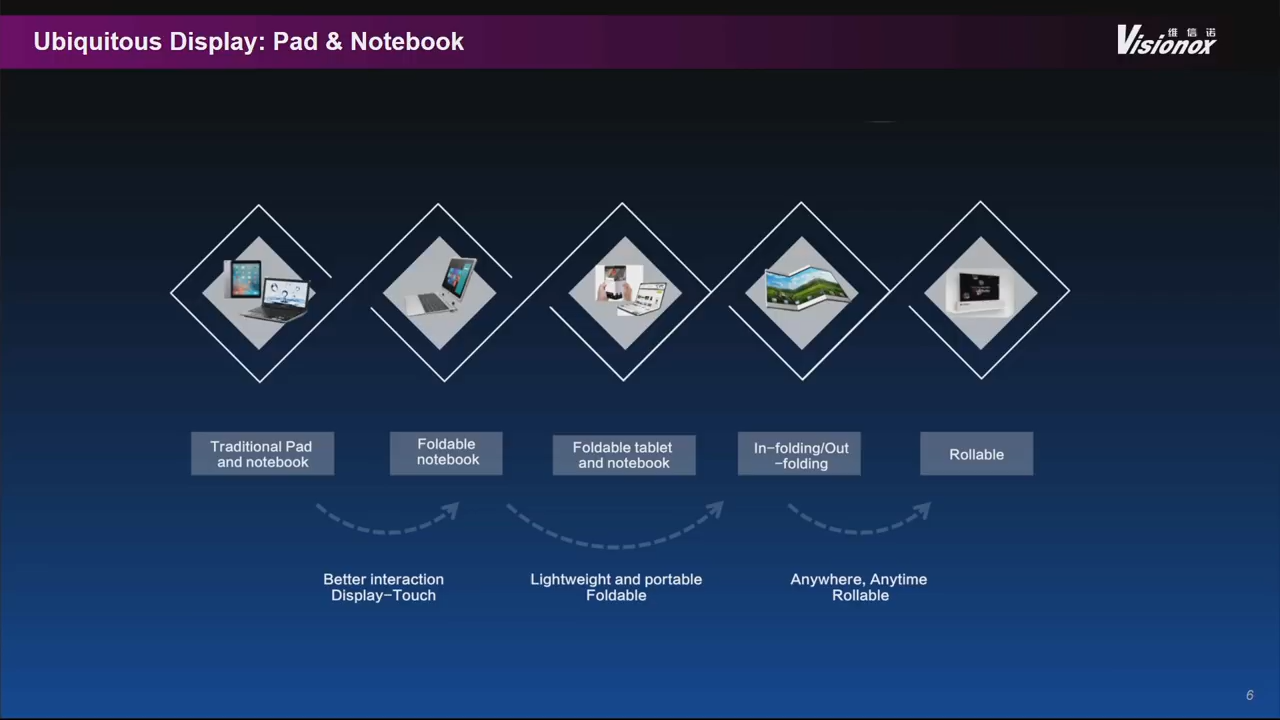 Ubiquitous Display: Pad & Notebook
维信诺
Visionox
Traditional Pad
and notebook
Foldable
notebook
Foldable tablet
and notebook
In-folding/Out
-folding
Rollable
Better interaction
Display-Touch
Lightweight and portable
Foldable
Anywhere, Anytime
Rollable
6